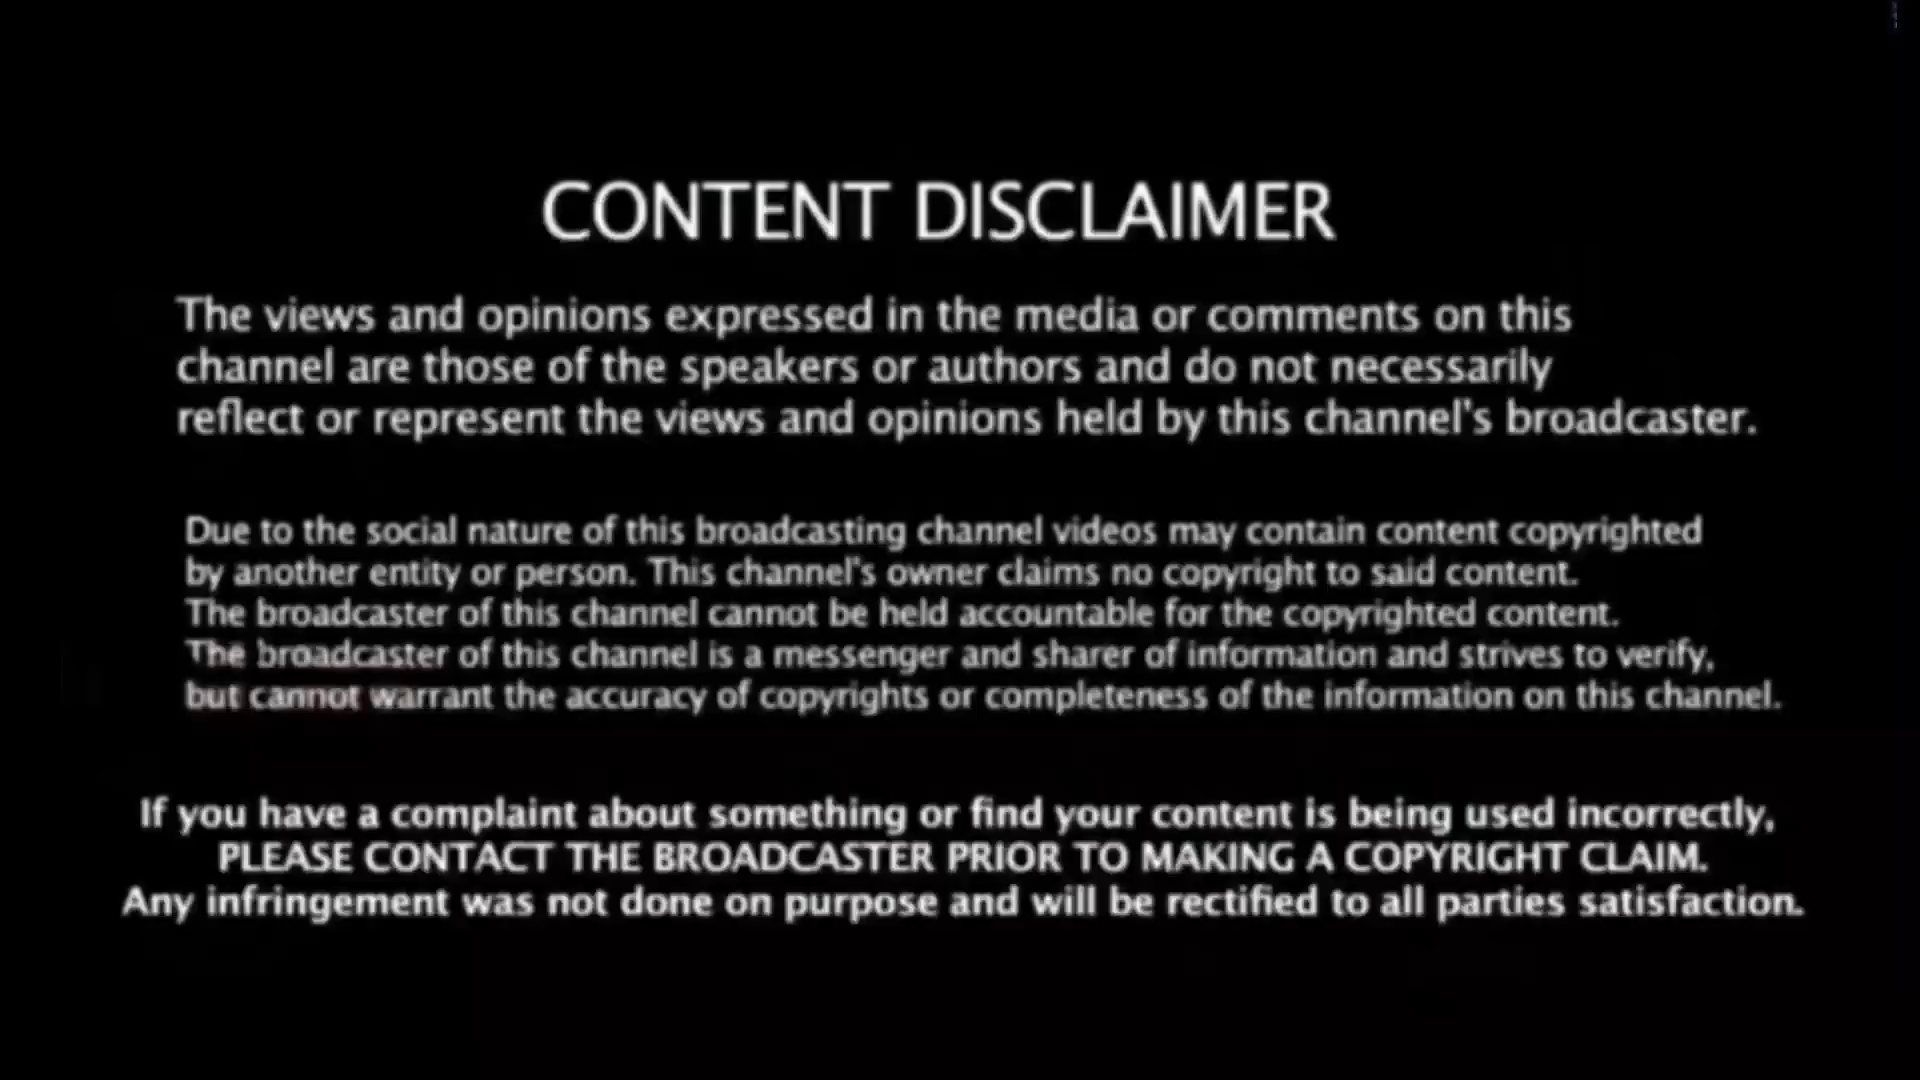 CONTENT DISCLAIMER
The views and opinions expressed in the media or comments on this
channel are those of the speakers or authors and do not necessarily
reflect or represent the views and opinions held by this channel's broadcaster.
Due to the social nature of this broadcasting channel videos may contain content copyrighted
by another entity or person. This channel's owner claims no copyright to said content.
The broadcaster of this channel cannot be held accountable for the copyrighted content.
The broadcaster of this channel is a messenger and sharer of information and strives to verify,
but cannot warrant the accuracy of copyrights or completeness of the information on this channel.
If you have a complaint about something or find your content is being used incorrectly,
PLEASE CONTACT THE BROADCASTER PRIOR TO MAKING A COPYRIGHT CLAIM.
Any infringement was not done on purpose and will be rectified to all parties satisfaction.